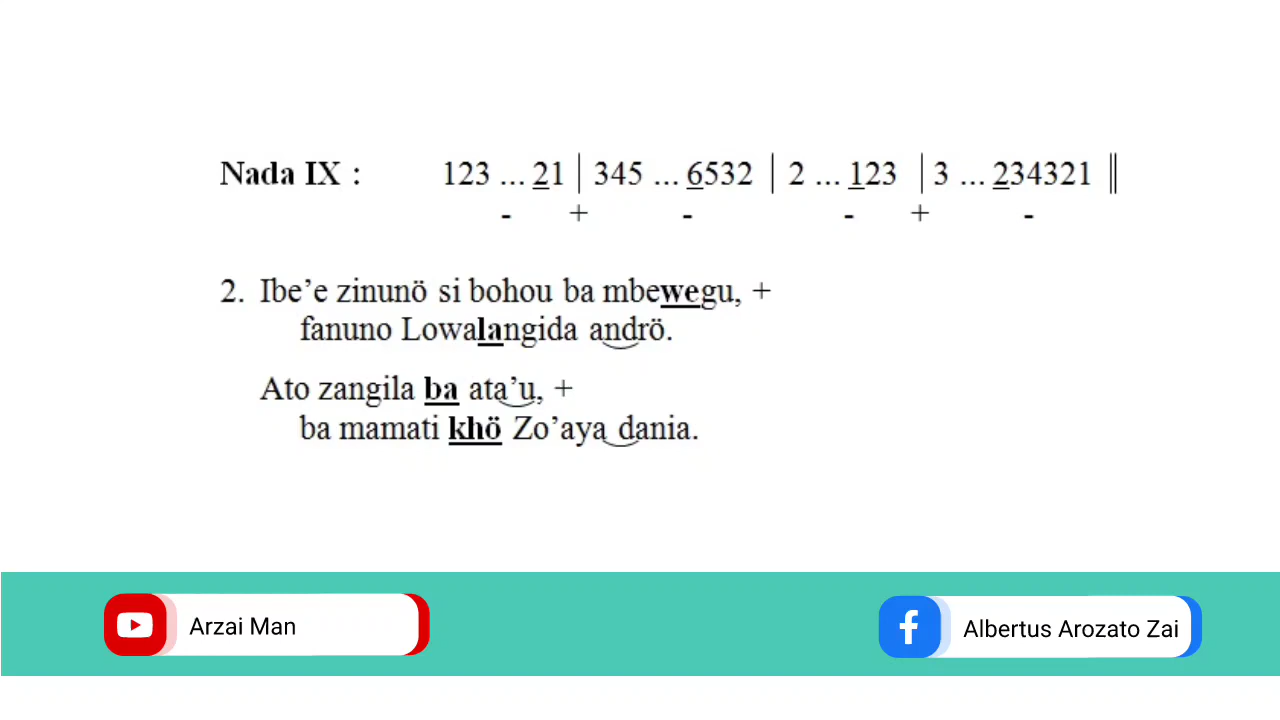 Nada IX : 123 ... 21 | 345 ... 6532 | 2 ... 123 | 3 ... 234321 ||
- + - - + -
2. Ibe’e zinunö si bohou ba mbewegu, +
fanuno Lowalangida andrö.
Ato zangila ba ata’u, +
ba mamati khö Zo’aya dania.
Arzai Man
Albertus Arozato Zai